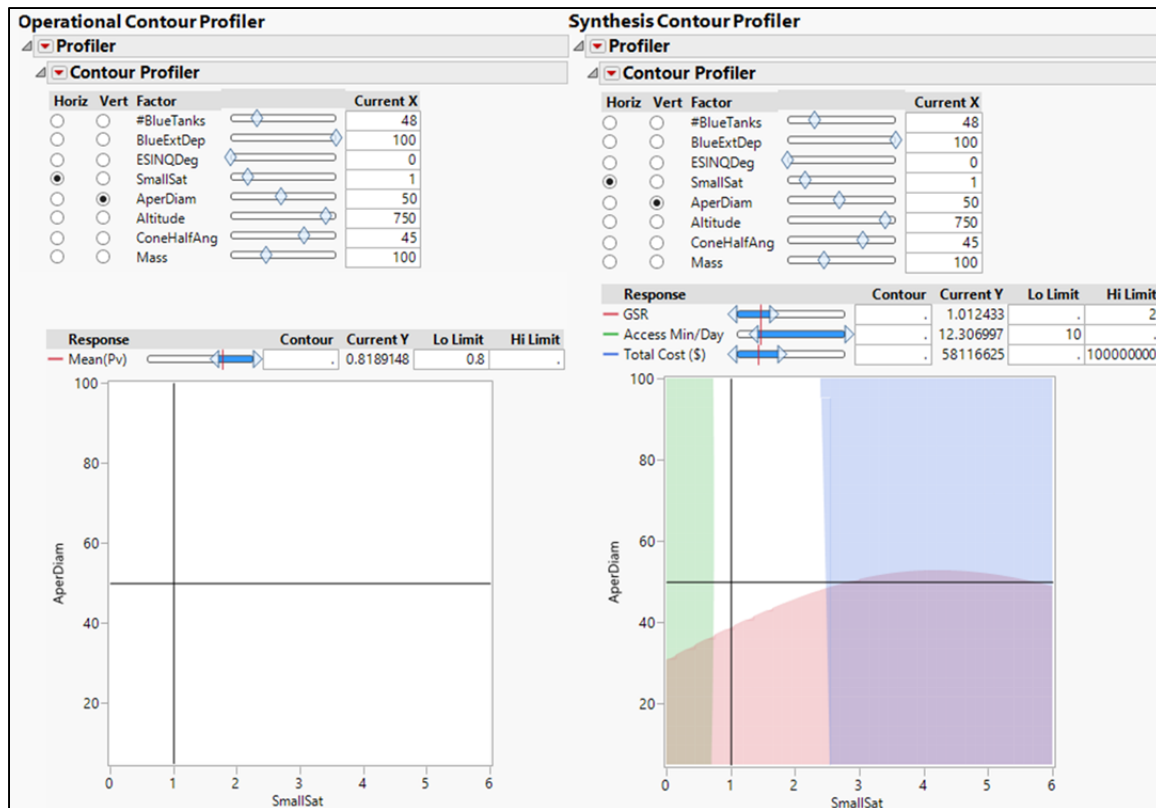 Operational Contour Profiler
Profiler
Contour Profiler
Horiz Vert Factor Current X
#BlueTanks 48
BlueExtDep 100
ESINQDeg 0
SmallSat 1
AperDiam 50
Altitude 750
ConeHalfAng 45
Mass 100
Response Contour Current Y Lo Limit Hi Limit
Mean(Pv) . 0.8189148 0.8 .
100
80
60
40
20
AperDiam
0 1 2 3 4 5 6
SmallSat
Synthesis Contour Profiler
Profiler
Contour Profiler
Horiz Vert Factor Current X
#BlueTanks 48
BlueExtDep 100
ESINQDeg 0
SmallSat 1
AperDiam 50
Altitude 750
ConeHalfAng 45
Mass 100
Response Contour Current Y Lo Limit Hi Limit
GSR . 1.012433 . 2
Access Min/Day . 12.306997 10 .
Total Cost ($) . 58116625 . 100000000
100
80
60
40
20
AperDiam
0 1 2 3 4 5 6
SmallSat